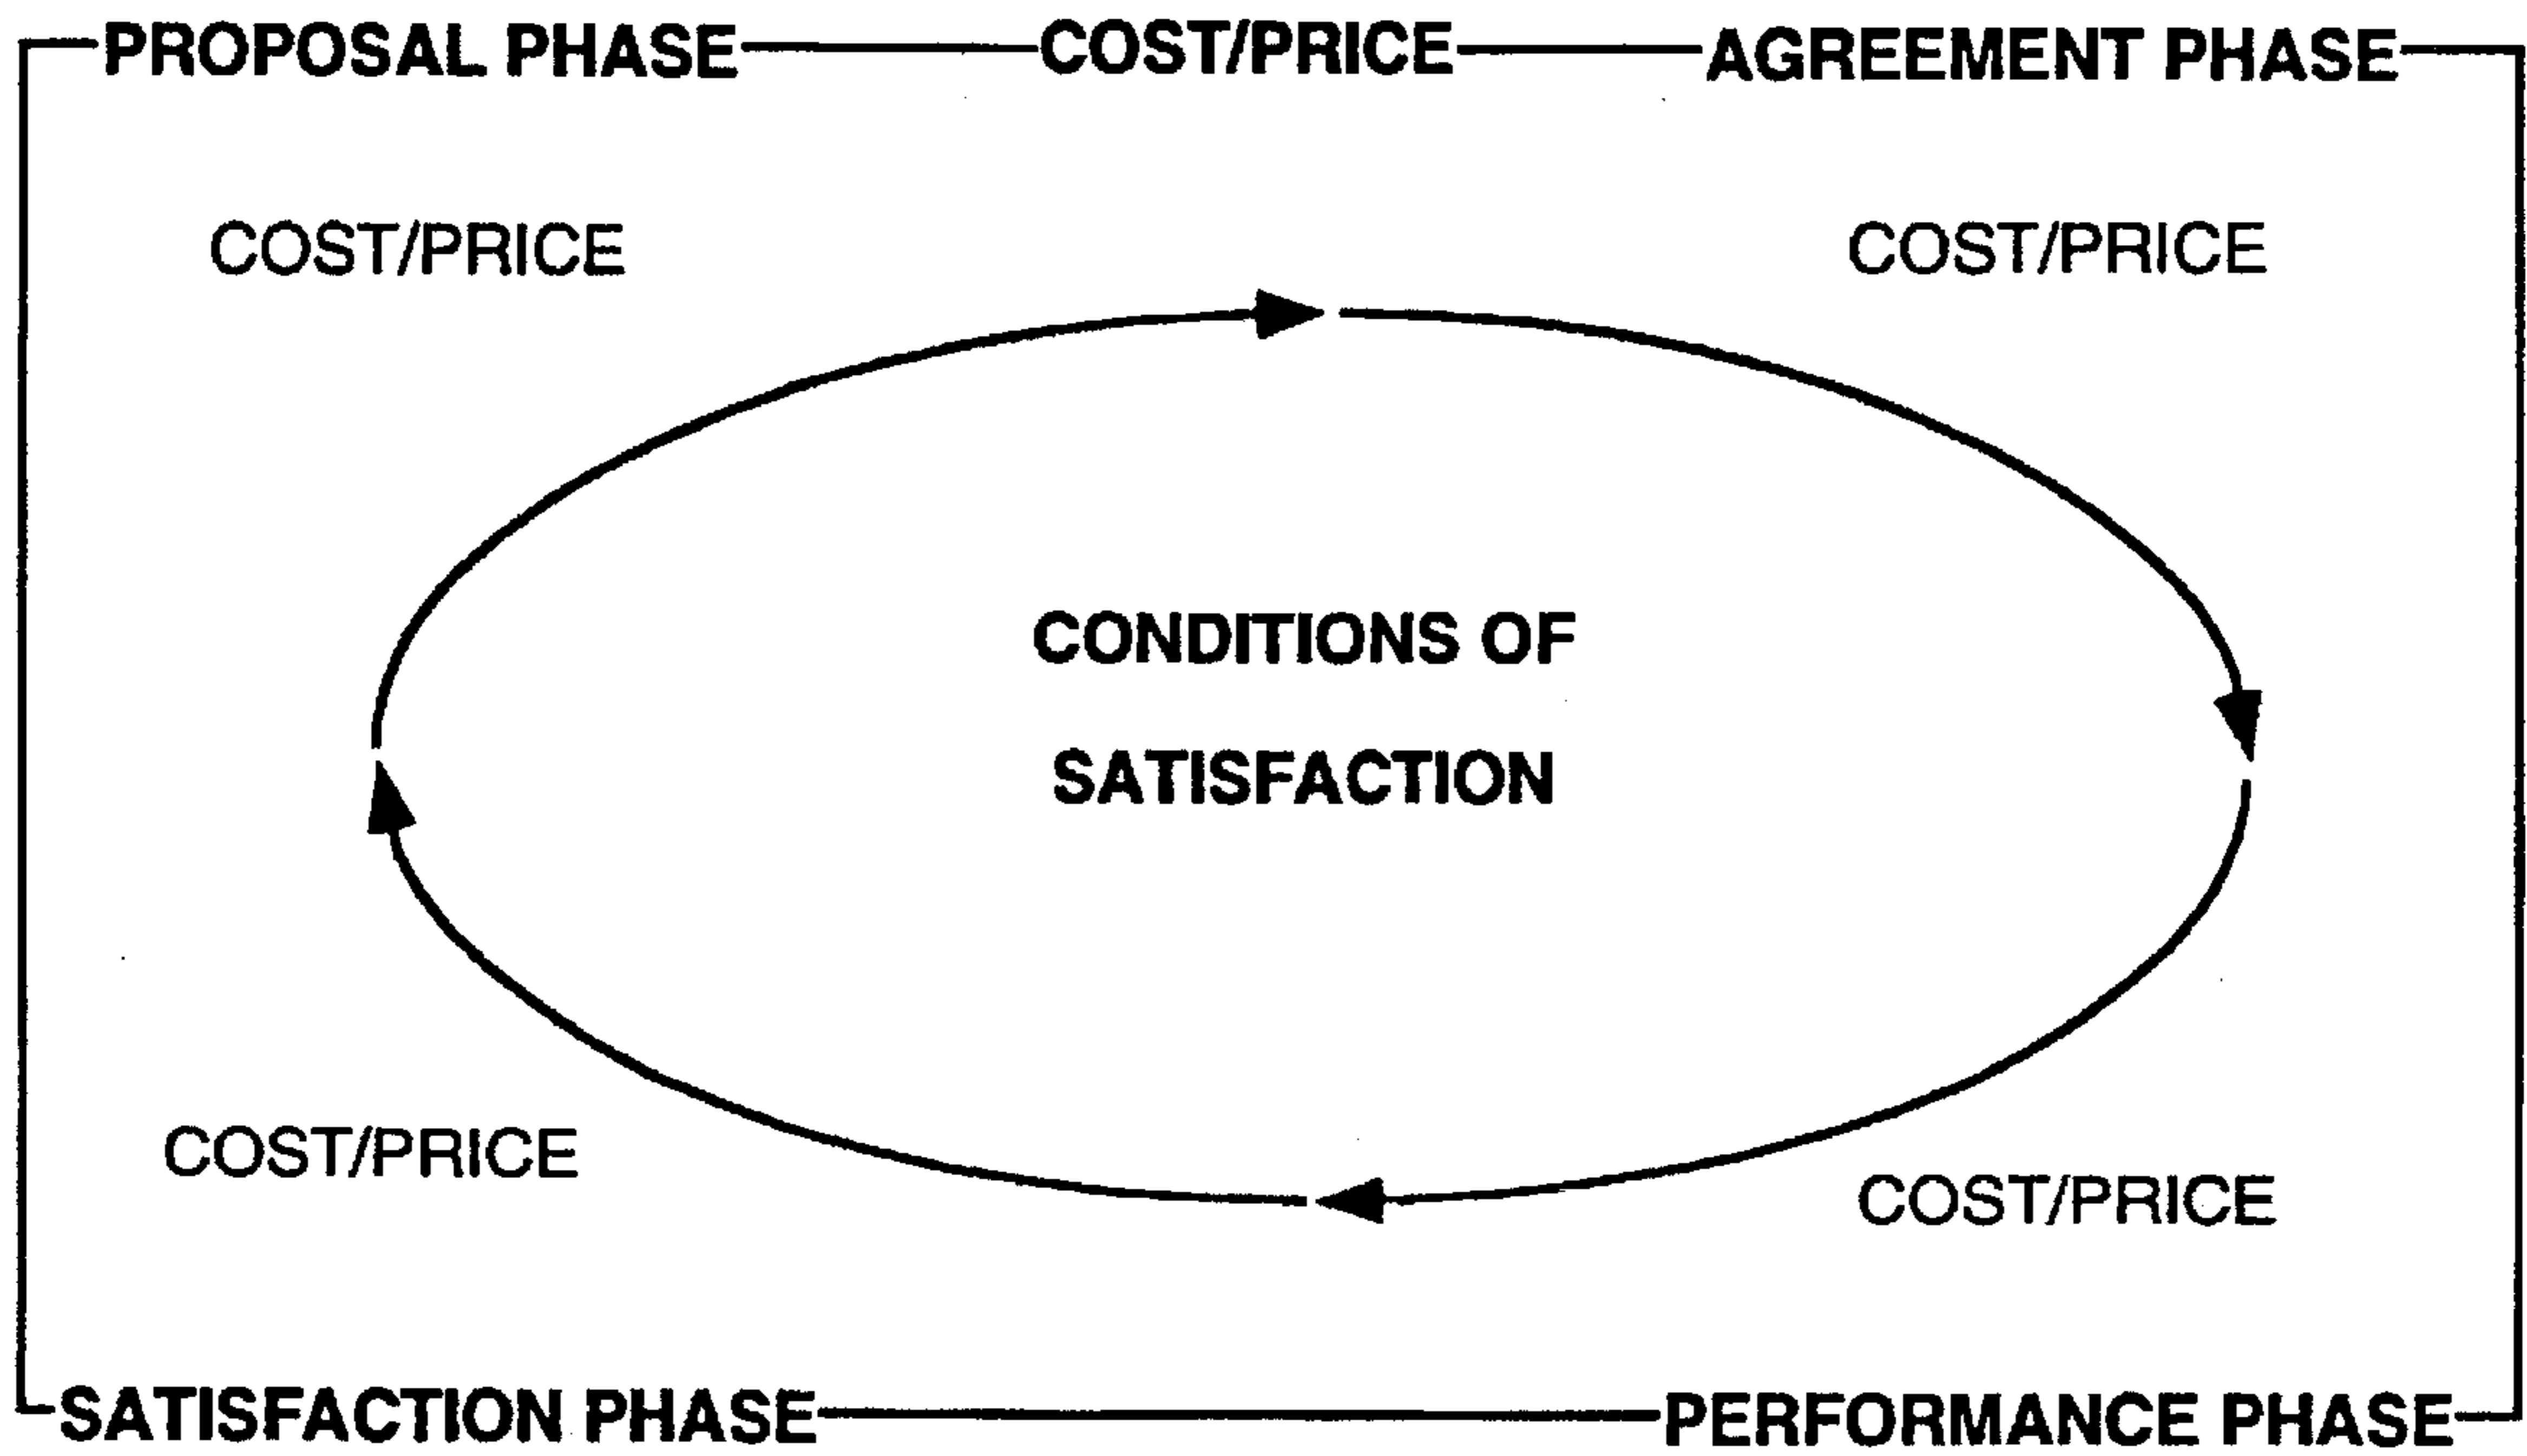 PROPOSAL PHASE
COST/PRICE
AGREEMENT PHASE
COST/PRICE
COST/PRICE
CONDITIONS OF
SATISFACTION
COST/PRICE
COST/PRICE
SATISFACTION PHASE
PERFORMANCE PHASE